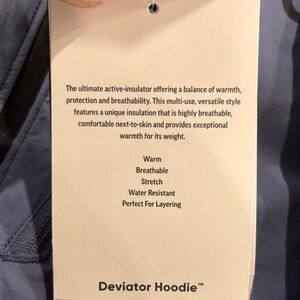 The ultimate active-insulator offering a balance of warmth,
protection and breathability. This multi-use, versatile style
features a unique insulation that is highly breathable,
comfortable next-to-skin and provides exceptional
warmth for its weight.
Warm
Breathable
Stretch
Water Resistant
Perfect For Layering
Deviator Hoodie™